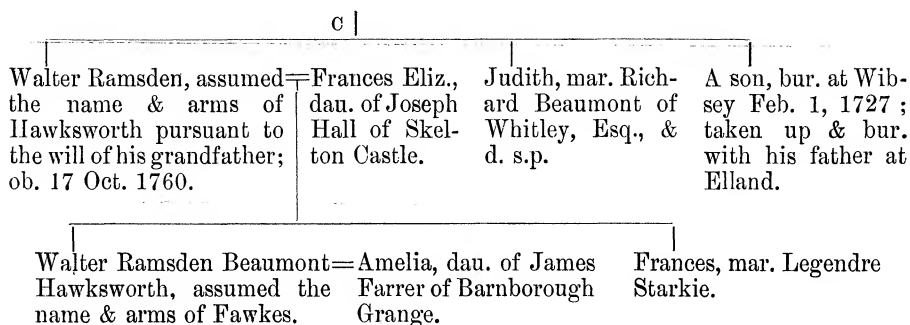 C
Walter Ramsden, assumed
the name & arms of
Hawksworth pursuant to
the will of his grandfather;
ob. 17 Oct. 1760.
=Frances Eliz.,
dau. of Joseph
Hall of Skel-
ton Castle.
Judith, mar. Rich-
ard Beaumont of
Whitley, Esq., &
d. s.p.
A son, bur. at Wib-
sey Feb. 1, 1727 ;
taken up & bur.
with his father at
Elland.
Walter Ramsden Beaumont
Hawksworth, assumed the
name & arms of Fawkes.
=Amelia, dau. of James
Farrer of Barnborough
Grange.
Frances, mar. Legendre
Starkie.